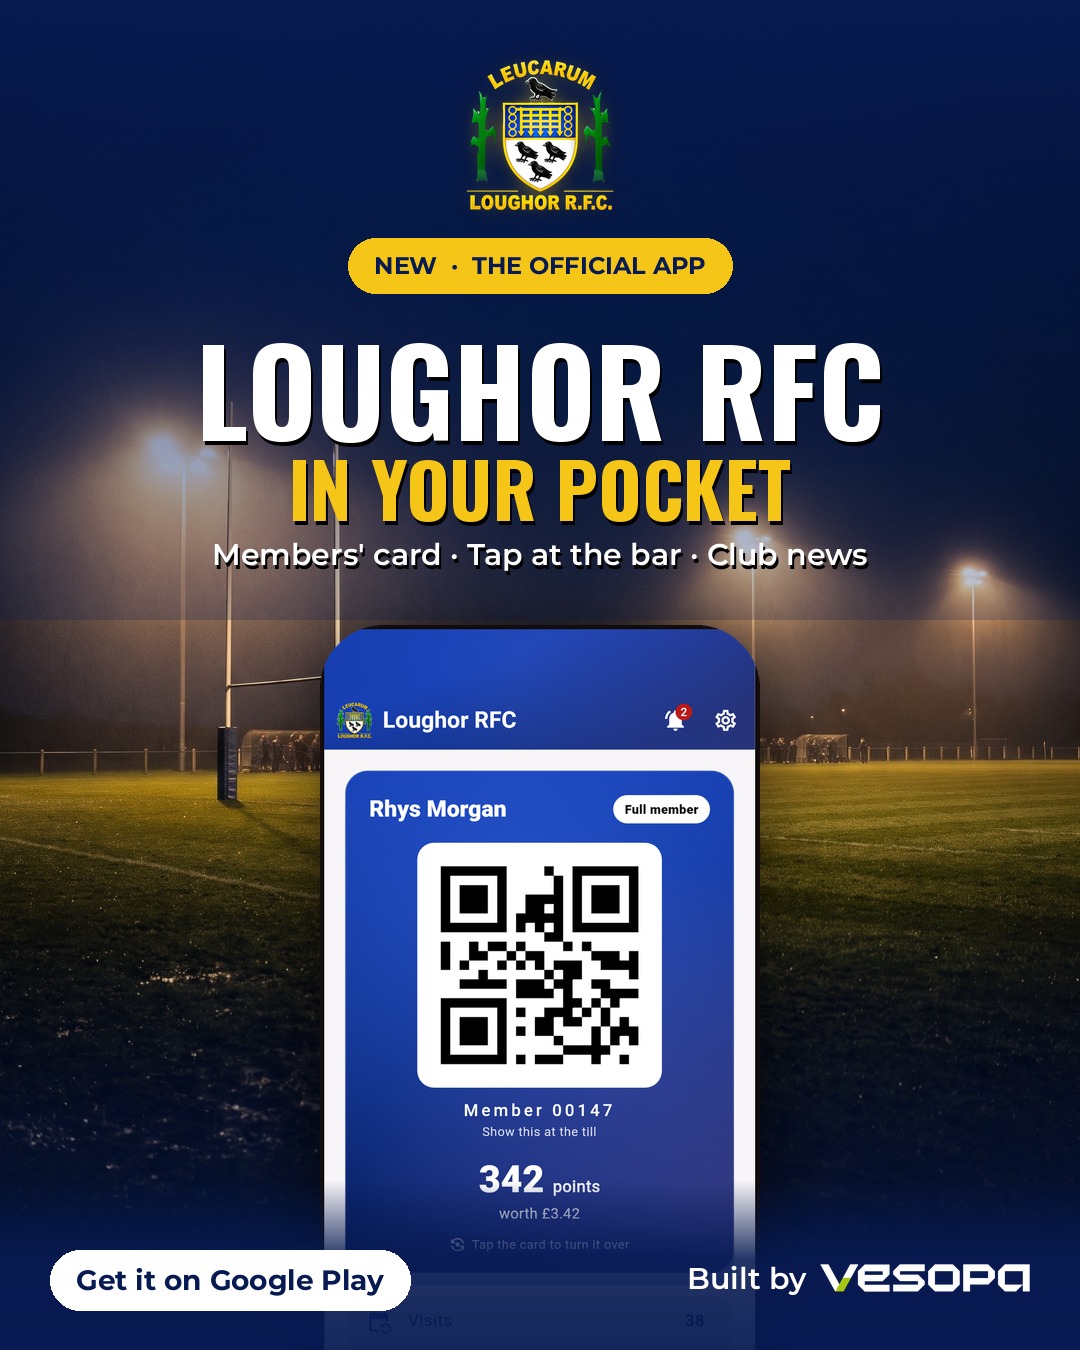 LEUCARUM
LOUGHOR R.F.C.
NEW · THE OFFICIAL APP
LOUGHOR RFC
IN YOUR POCKET
Members' card · Tap at the bar · Club news
LEUCARUM
LOUGHOR R.F.C.
Loughor RFC
2
Rhys Morgan
Full member
Member 00147
Show this at the till
342 points
worth £3.42
Tap the card to turn it over
Get it on Google Play
Built by vesopa
Visits 38